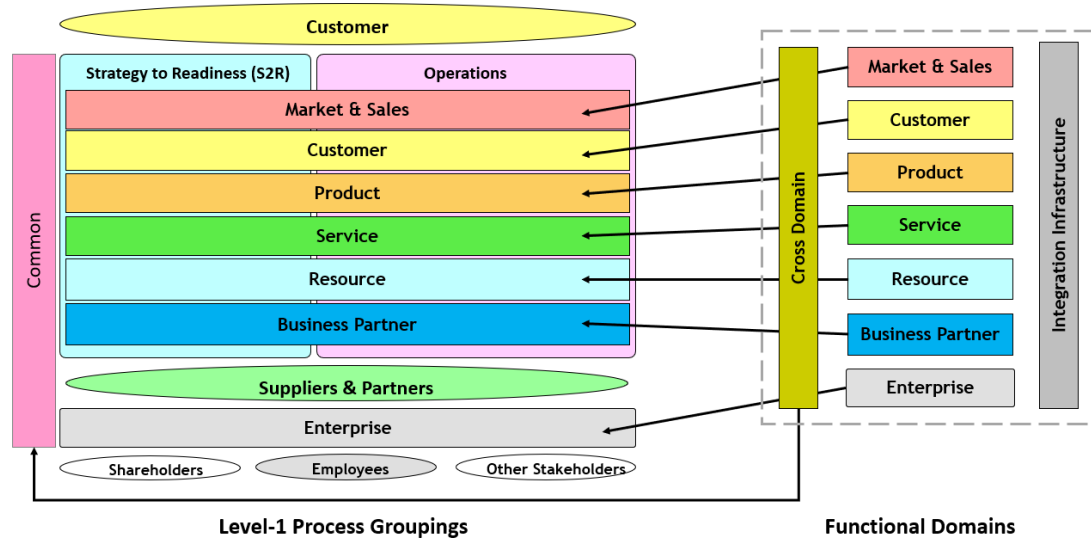 Customer
Strategy to Readiness (S2R)
Operations
Market & Sales
Customer
Product
Service
Resource
Business Partner
Common
Suppliers & Partners
Enterprise
Shareholders
Employees
Other Stakeholders
Level-1 Process Groupings
Cross Domain
Market & Sales
Customer
Product
Service
Resource
Business Partner
Enterprise
Integration Infrastructure
Functional Domains